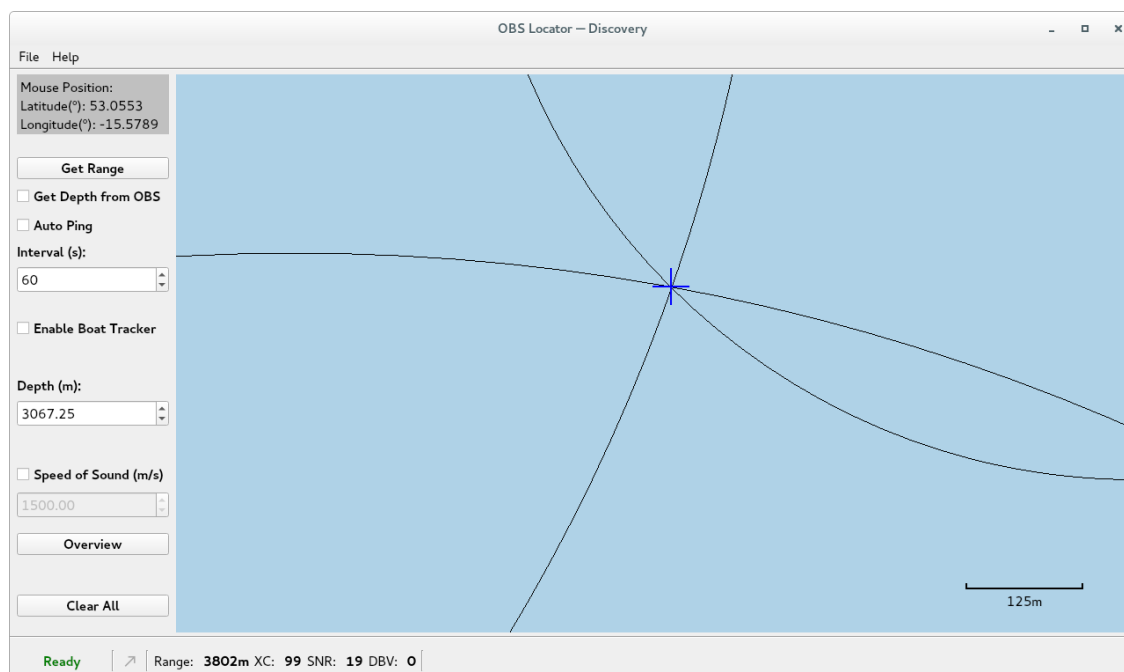 OBS Locator — Discovery
File Help
Mouse Position:
Latitude(°): 53.0553
Longitude(°): -15.5789
Get Range
Get Depth from OBS
Auto Ping
Interval (s):
60
Enable Boat Tracker
Depth (m):
3067.25
Speed of Sound (m/s)
1500.00
Overview
Clear All
125m
Ready Range: 3802m XC: 99 SNR: 19 DBV: 0